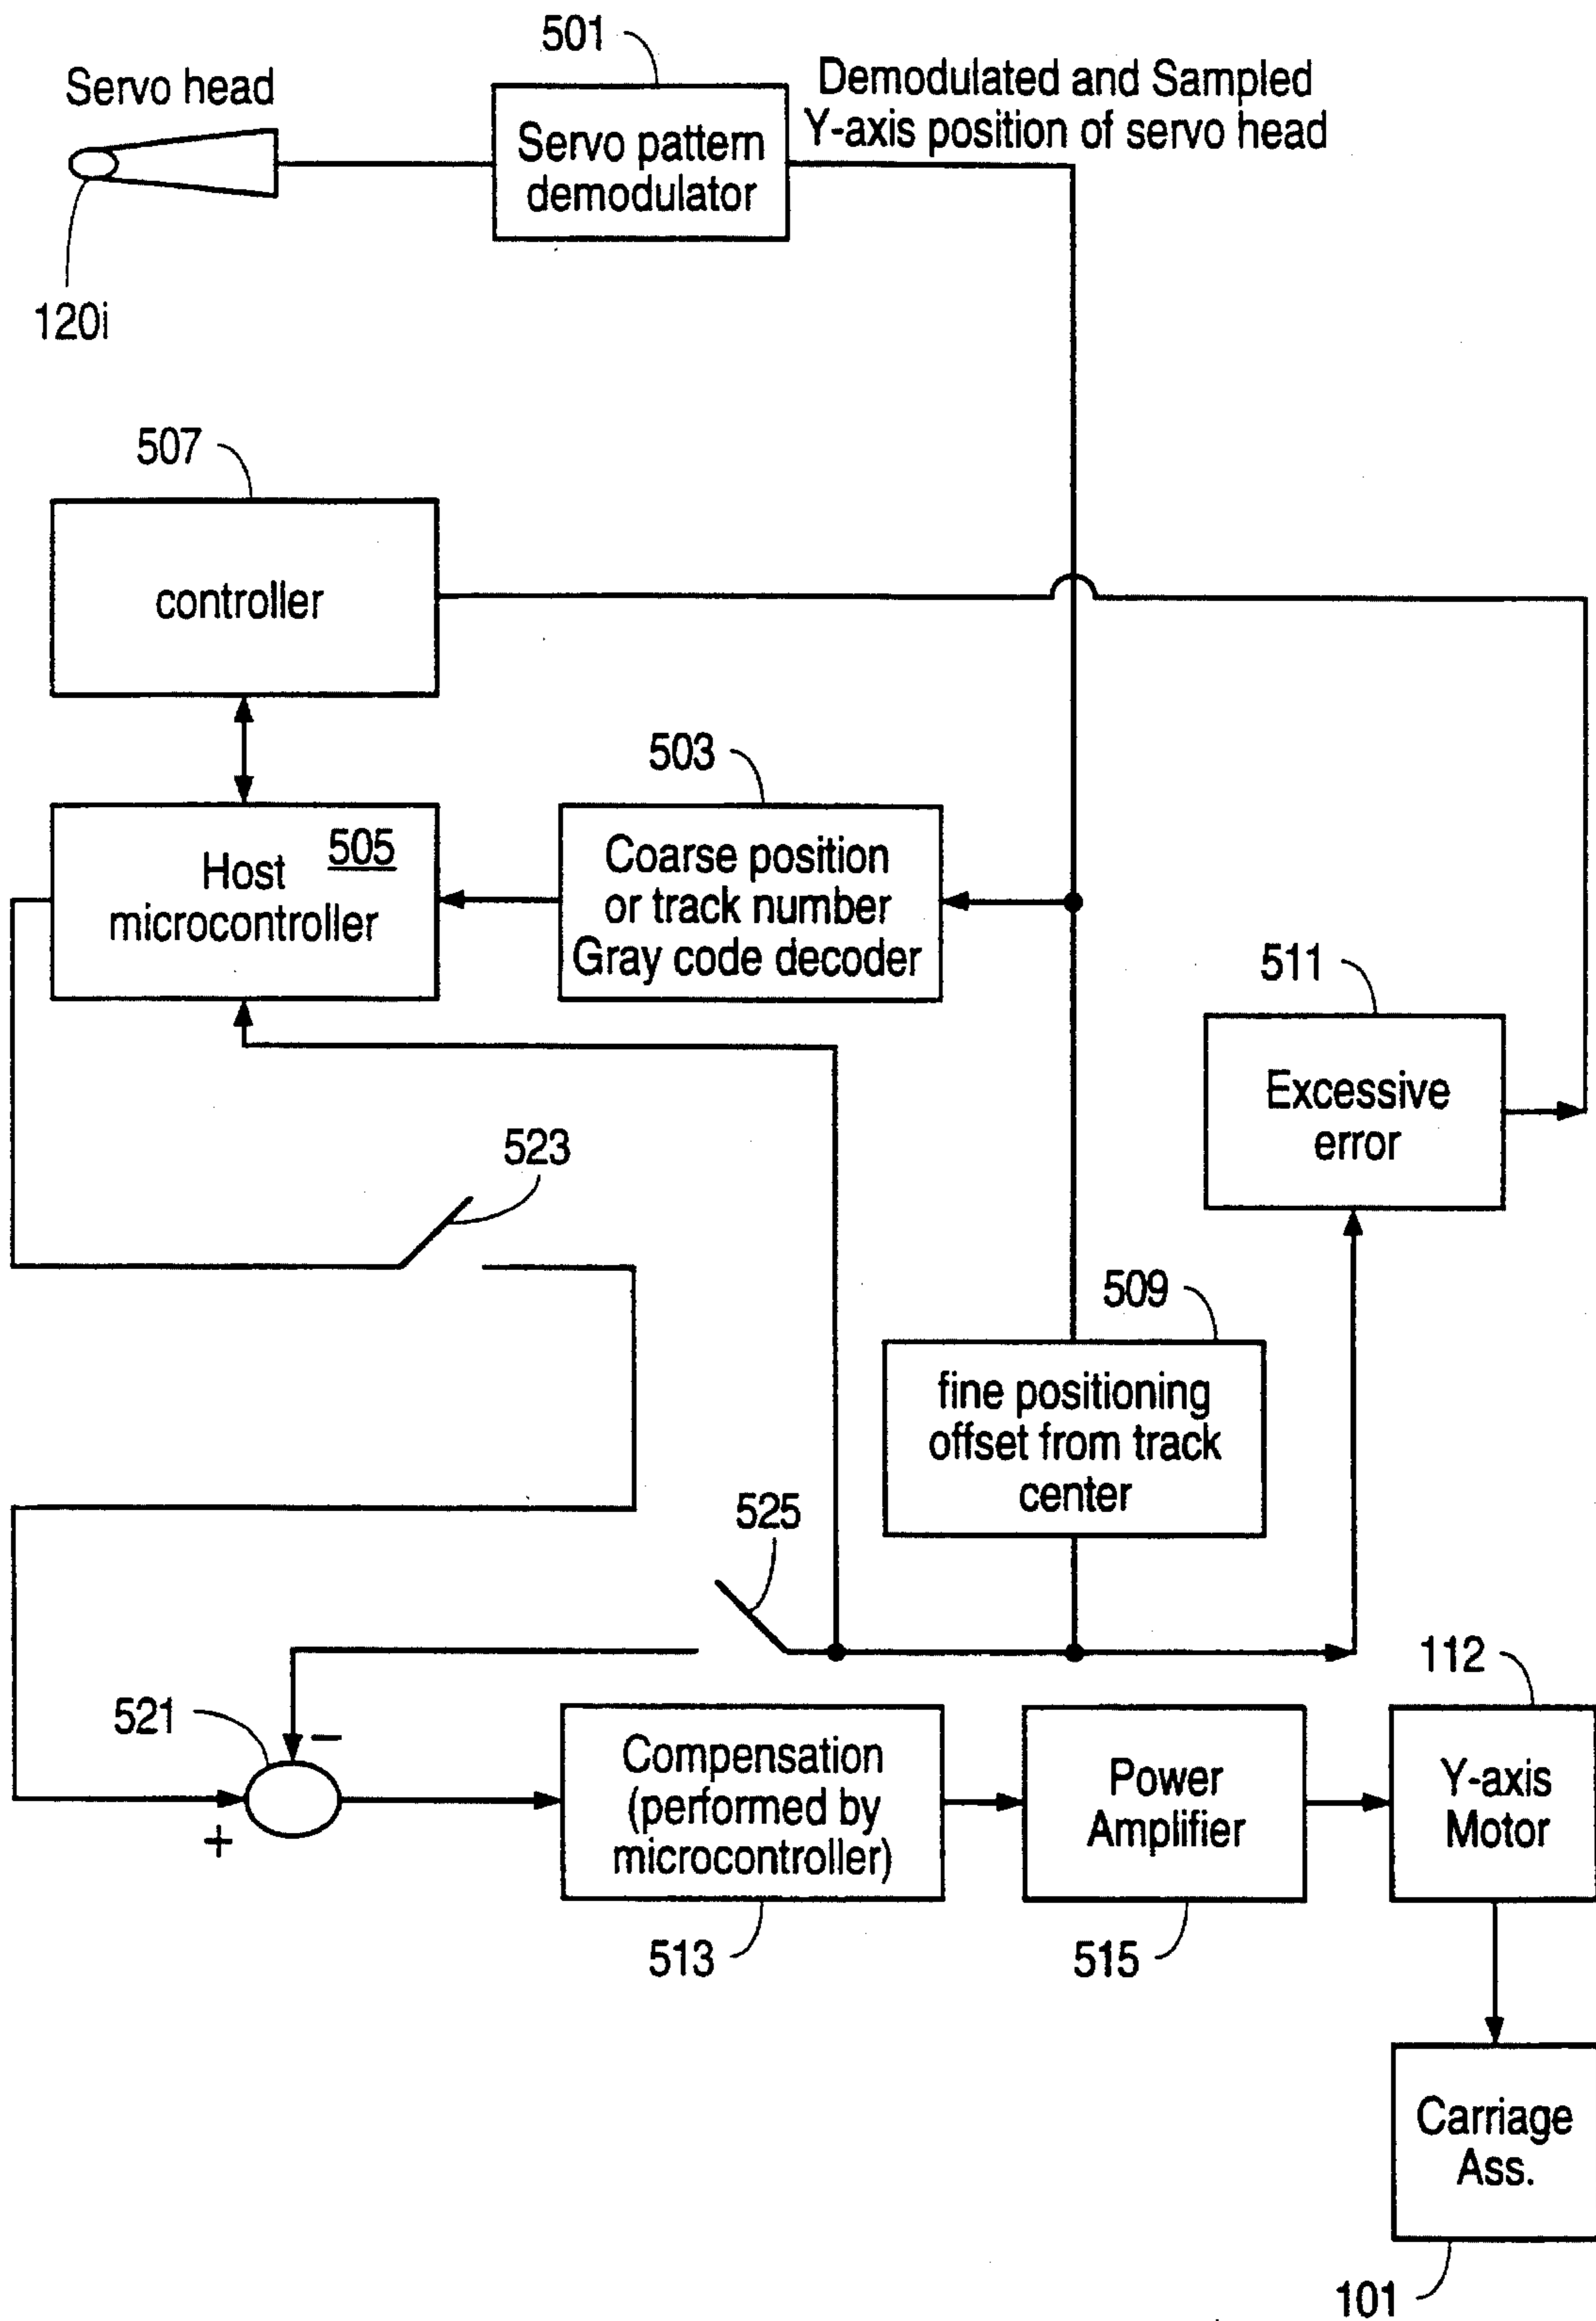 501
Servo head
Demodulated and Sampled
Y-axis position of servo head
Servo pattern
demodulator
120i
507
controller
503
Host
505
microcontroller
Coarse position
or track number
Gray code decoder
511
Excessive
error
523
509
fine positioning
offset from track
center
525
112
521
−
+
Compensation
(performed by
microcontroller)
Power
Amplifier
Y-axis
Motor
513
515
Carriage
Ass.
101